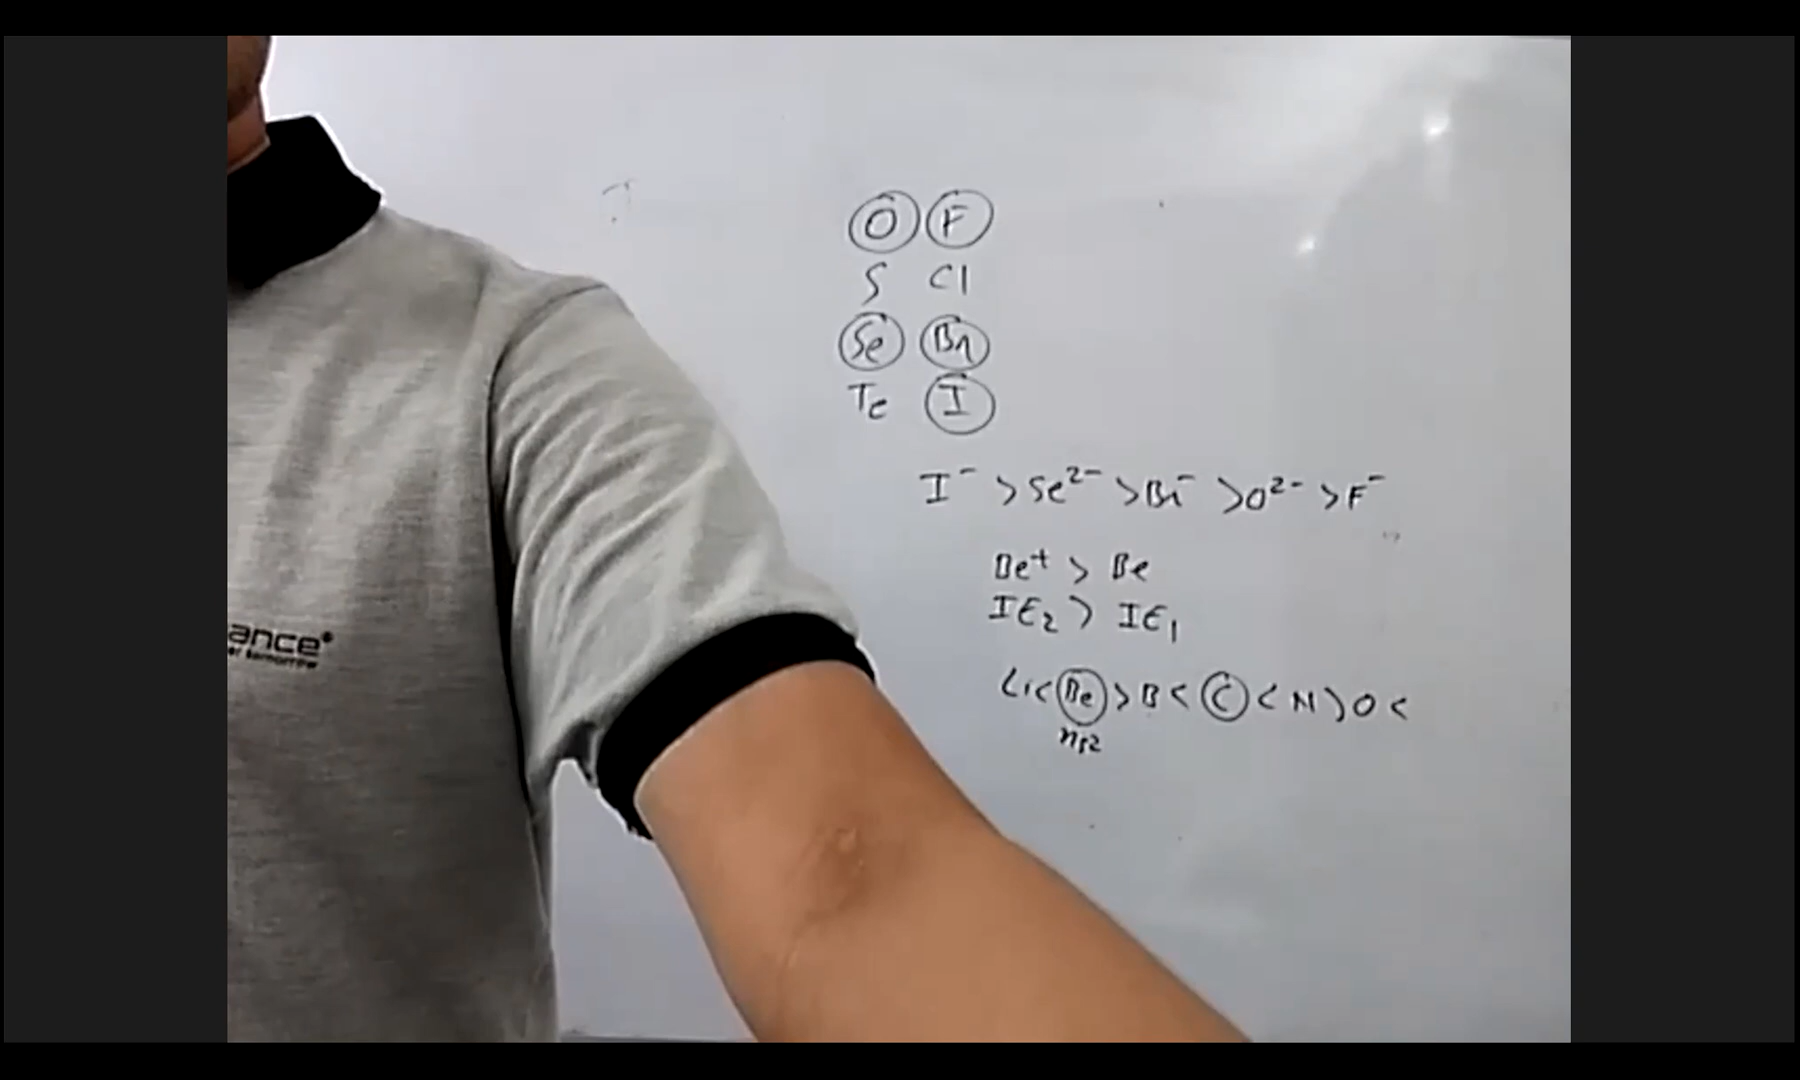 O F
S Cl
Se Br
Te I
I⁻ > Se²⁻ > Br⁻ > O²⁻ > F⁻
Be⁺ > Be
IE₂ > IE₁
Li < Be > B < C < N > O <
ns²
ance®